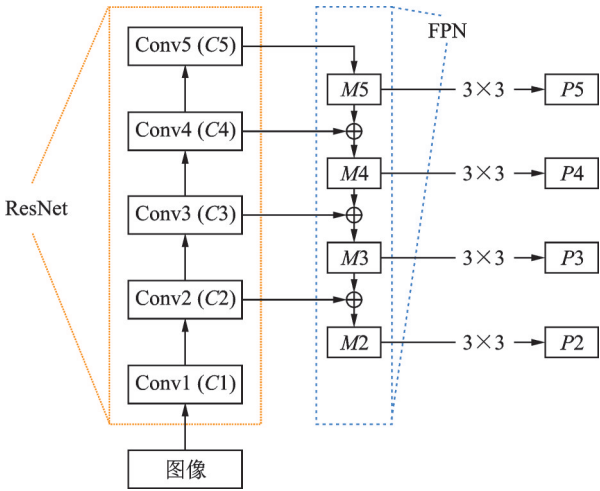 FPN
Conv5 (C5)
M5
3×3
P5
Conv4 (C4)
M4
3×3
P4
ResNet
Conv3 (C3)
M3
3×3
P3
Conv2 (C2)
M2
3×3
P2
Conv1 (C1)
图像